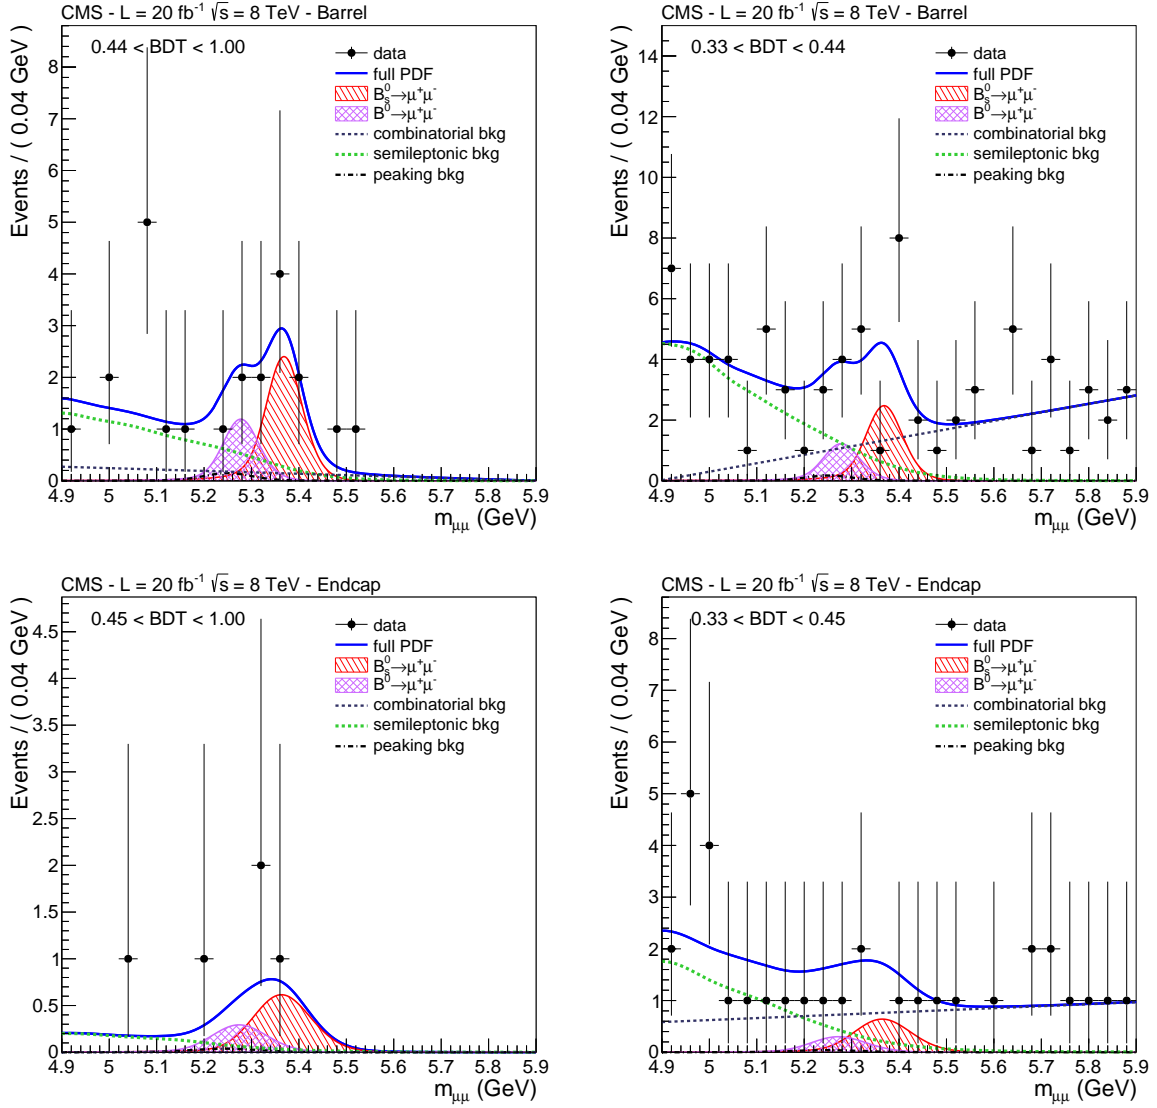 CMS - L = 20 fb⁻¹ √s = 8 TeV - Barrel
0.44 < BDT < 1.00
data
full PDF
B⁰ₛ→μ⁺μ⁻
B⁰→μ⁺μ⁻
combinatorial bkg
semileptonic bkg
peaking bkg
Events / ( 0.04 GeV )
8
7
6
5
4
3
2
1
0
4.9 5 5.1 5.2 5.3 5.4 5.5 5.6 5.7 5.8 5.9
m_μμ (GeV)
CMS - L = 20 fb⁻¹ √s = 8 TeV - Barrel
0.33 < BDT < 0.44
data
full PDF
B⁰ₛ→μ⁺μ⁻
B⁰→μ⁺μ⁻
combinatorial bkg
semileptonic bkg
peaking bkg
Events / ( 0.04 GeV )
14
12
10
8
6
4
2
0
4.9 5 5.1 5.2 5.3 5.4 5.5 5.6 5.7 5.8 5.9
m_μμ (GeV)
CMS - L = 20 fb⁻¹ √s = 8 TeV - Endcap
0.45 < BDT < 1.00
data
full PDF
B⁰ₛ→μ⁺μ⁻
B⁰→μ⁺μ⁻
combinatorial bkg
semileptonic bkg
peaking bkg
Events / ( 0.04 GeV )
4.5
4
3.5
3
2.5
2
1.5
1
0.5
0
4.9 5 5.1 5.2 5.3 5.4 5.5 5.6 5.7 5.8 5.9
m_μμ (GeV)
CMS - L = 20 fb⁻¹ √s = 8 TeV - Endcap
0.33 < BDT < 0.45
data
full PDF
B⁰ₛ→μ⁺μ⁻
B⁰→μ⁺μ⁻
combinatorial bkg
semileptonic bkg
peaking bkg
Events / ( 0.04 GeV )
8
7
6
5
4
3
2
1
0
4.9 5 5.1 5.2 5.3 5.4 5.5 5.6 5.7 5.8 5.9
m_μμ (GeV)